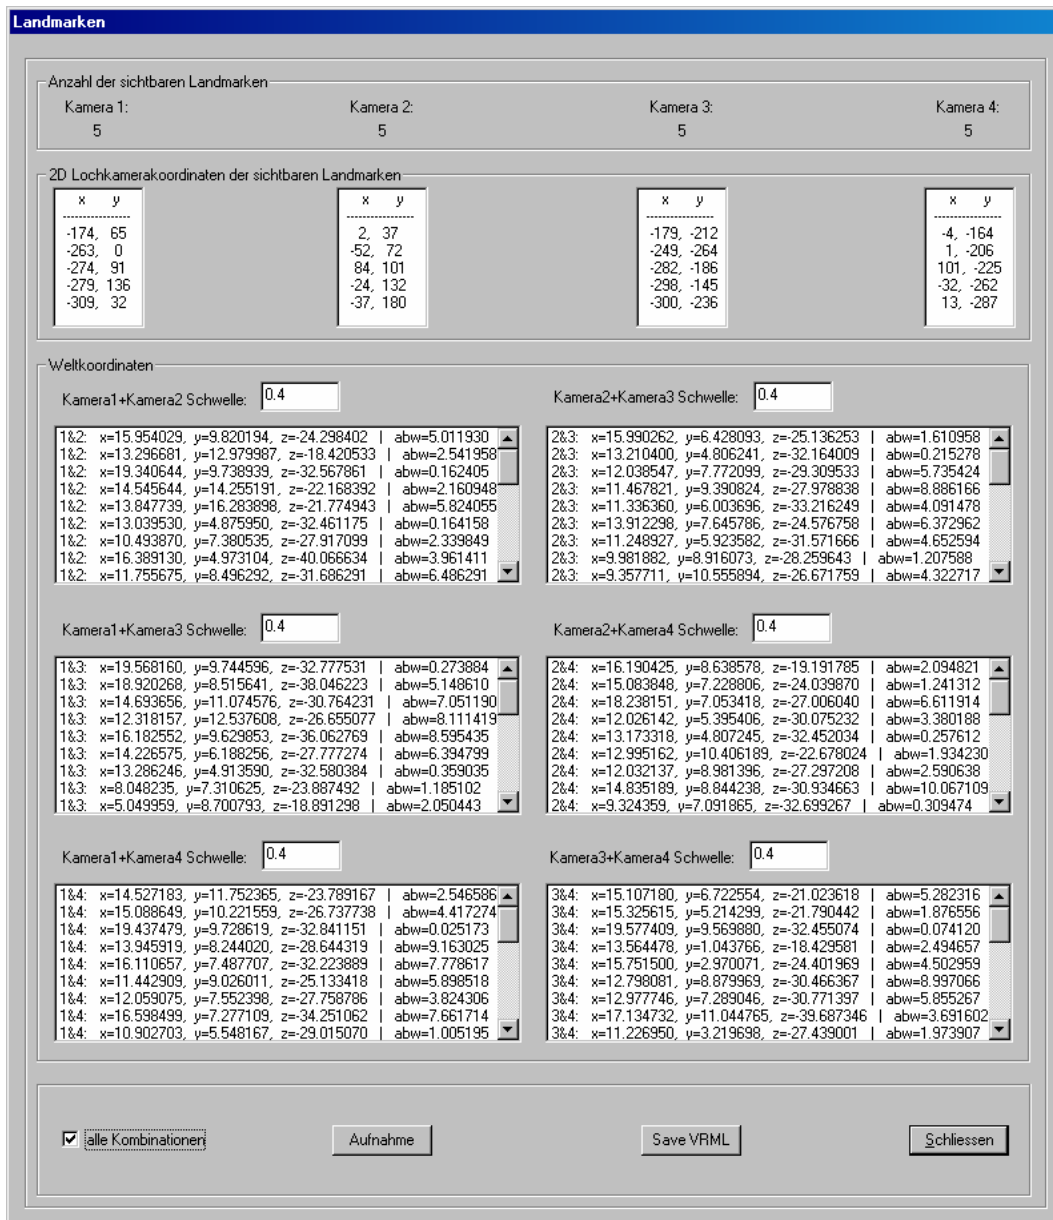 Landmarken
Anzahl der sichtbaren Landmarken
Kamera 1: Kamera 2: Kamera 3: Kamera 4:
5 5 5 5
2D Lochkamerakoordinaten der sichtbaren Landmarken
x y x y x y x y
--------------- --------------- --------------- ---------------
-174, 65 2, 37 -179, -212 -4, -164
-263, 0 -52, 72 -249, -264 1, -206
-274, 91 84, 101 -282, -186 101, -225
-279, 136 -24, 132 -298, -145 -32, -262
-309, 32 -37, 180 -300, -236 13, -287
Weltkoordinaten
Kamera1+Kamera2 Schwelle: 0.4
1&2: x=15.954029, y=9.820194, z=-24.298402 | abw=5.011930
1&2: x=13.296681, y=12.979987, z=-18.420533 | abw=2.541958
1&2: x=19.340644, y=9.738939, z=-32.567861 | abw=0.162405
1&2: x=14.545644, y=14.255191, z=-22.168392 | abw=2.160948
1&2: x=13.847739, y=16.283898, z=-21.774943 | abw=5.824055
1&2: x=13.039530, y=4.875950, z=-32.461175 | abw=0.164158
1&2: x=10.493870, y=7.380535, z=-27.917099 | abw=2.339849
1&2: x=16.389130, y=4.973104, z=-40.066634 | abw=3.961411
1&2: x=11.755675, y=8.496292, z=-31.686291 | abw=6.486291
Kamera2+Kamera3 Schwelle: 0.4
2&3: x=15.990262, y=6.428093, z=-25.136253 | abw=1.610958
2&3: x=13.210400, y=4.806241, z=-32.164009 | abw=0.215278
2&3: x=12.038547, y=7.772099, z=-29.309533 | abw=5.735424
2&3: x=11.467821, y=9.390824, z=-27.978838 | abw=8.886166
2&3: x=11.336360, y=6.003696, z=-33.216249 | abw=4.091478
2&3: x=13.912298, y=7.645786, z=-24.576758 | abw=6.372962
2&3: x=11.248927, y=5.923582, z=-31.571666 | abw=4.652594
2&3: x=9.981882, y=8.916073, z=-28.259643 | abw=1.207588
2&3: x=9.357711, y=10.555894, z=-26.671759 | abw=4.322717
Kamera1+Kamera3 Schwelle: 0.4
1&3: x=19.568160, y=9.744596, z=-32.777531 | abw=0.273884
1&3: x=18.920268, y=8.515641, z=-38.046223 | abw=5.148610
1&3: x=14.693656, y=11.074576, z=-30.764231 | abw=7.051190
1&3: x=12.318157, y=12.537608, z=-26.655077 | abw=8.111419
1&3: x=16.182552, y=9.629853, z=-36.062769 | abw=8.595435
1&3: x=14.226575, y=6.188256, z=-27.777274 | abw=6.394799
1&3: x=13.286246, y=4.913590, z=-32.580384 | abw=0.359035
1&3: x=8.048235, y=7.310625, z=-23.887492 | abw=1.185102
1&3: x=5.049959, y=8.700793, z=-18.891298 | abw=2.050443
Kamera2+Kamera4 Schwelle: 0.4
2&4: x=16.190425, y=8.638578, z=-19.191785 | abw=2.094821
2&4: x=15.083848, y=7.228806, z=-24.039870 | abw=1.241312
2&4: x=18.238151, y=7.053418, z=-27.006040 | abw=6.611914
2&4: x=12.026142, y=5.395406, z=-30.075232 | abw=3.380188
2&4: x=13.173318, y=4.807245, z=-32.452034 | abw=0.257612
2&4: x=12.995162, y=10.406189, z=-22.678024 | abw=1.934230
2&4: x=12.032137, y=8.981396, z=-27.297208 | abw=2.590638
2&4: x=14.835189, y=8.844238, z=-30.934663 | abw=10.067109
2&4: x=9.324359, y=7.091865, z=-32.699267 | abw=0.309474
Kamera1+Kamera4 Schwelle: 0.4
1&4: x=14.527183, y=11.752365, z=-23.789167 | abw=2.546586
1&4: x=15.088649, y=10.221559, z=-26.737738 | abw=4.417274
1&4: x=19.437479, y=9.728619, z=-32.841151 | abw=0.025173
1&4: x=13.945919, y=8.244020, z=-28.644319 | abw=9.163025
1&4: x=16.110657, y=7.487707, z=-32.223889 | abw=7.778617
1&4: x=11.442909, y=9.026011, z=-25.133418 | abw=5.898518
1&4: x=12.059075, y=7.552398, z=-27.758786 | abw=3.824306
1&4: x=16.598499, y=7.277109, z=-34.251062 | abw=7.661714
1&4: x=10.902703, y=5.548167, z=-29.015070 | abw=1.005195
Kamera3+Kamera4 Schwelle: 0.4
3&4: x=15.107180, y=6.722554, z=-21.023618 | abw=5.282316
3&4: x=15.325615, y=5.214299, z=-21.790442 | abw=1.876556
3&4: x=19.577409, y=9.569880, z=-32.455074 | abw=0.074120
3&4: x=13.564478, y=1.043766, z=-18.429581 | abw=2.494657
3&4: x=15.751500, y=2.970071, z=-24.401969 | abw=4.502959
3&4: x=12.798081, y=8.879969, z=-30.466367 | abw=8.997066
3&4: x=12.977746, y=7.289046, z=-30.771397 | abw=5.855267
3&4: x=17.134732, y=11.044765, z=-39.687346 | abw=3.691602
3&4: x=11.226950, y=3.219698, z=-27.439001 | abw=1.973907
alle Kombinationen Aufnahme Save VRML Schliessen